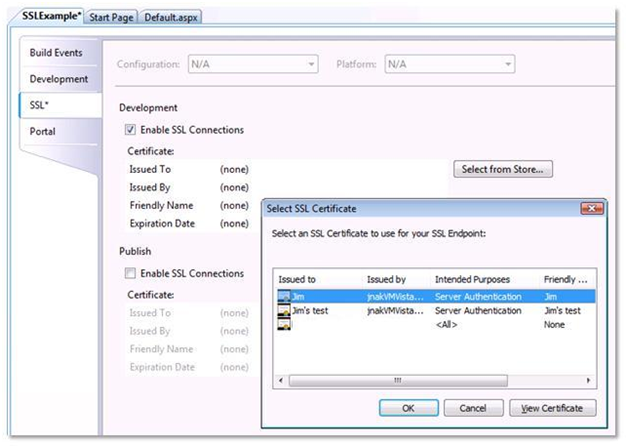 SSLExample* Start Page Default.aspx
Build Events
Development
SSL*
Portal
Configuration: N/A Platform: N/A
Development
Enable SSL Connections
Certificate:
Issued To (none) Select from Store...
Issued By (none)
Friendly Name (none)
Expiration Date (none)
Publish
Enable SSL Connections
Certificate:
Issued To (none)
Issued By (none)
Friendly Name (none)
Expiration Date (none)
Select SSL Certificate
Select an SSL Certificate to use for your SSL Endpoint:
Issued to Issued by Intended Purposes Friendly ...
Jim jnakVMVista... Server Authentication Jim
Jim's test jnakVMVista... Server Authentication Jim's test
<All> None
OK Cancel View Certificate